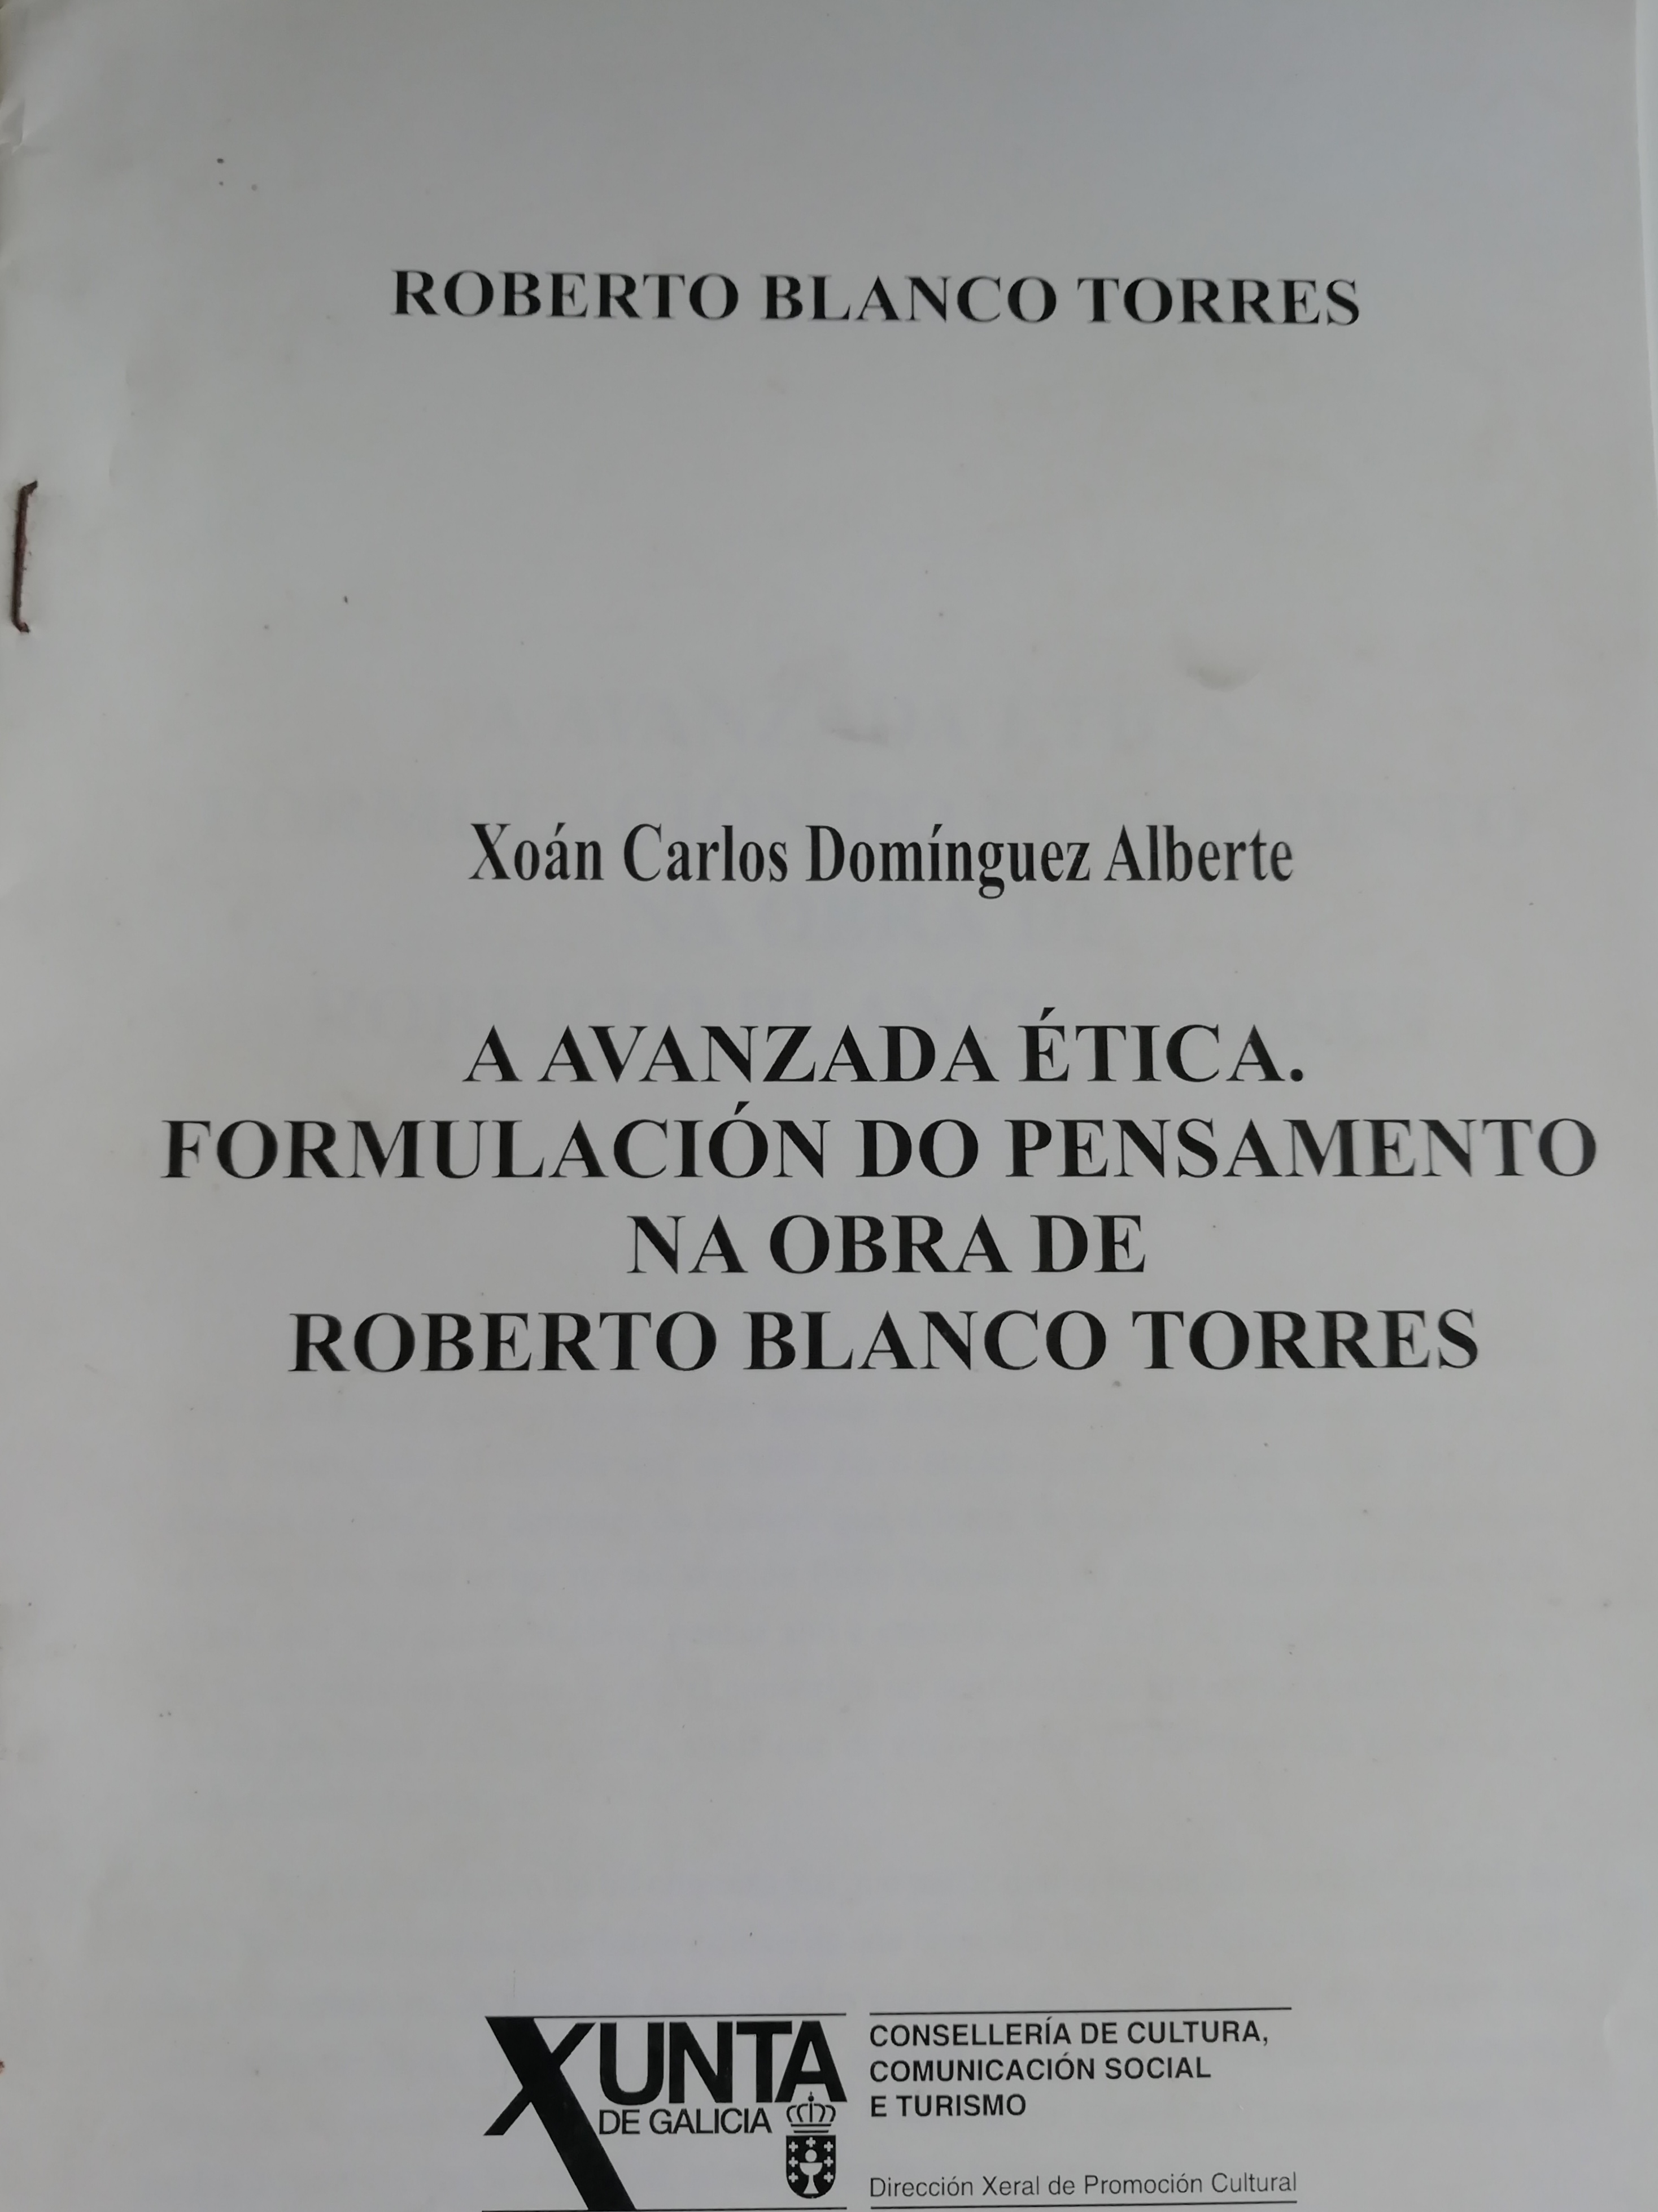 ROBERTO BLANCO TORRES
Xoán Carlos Domínguez Alberte
A AVANZADA ÉTICA.
FORMULACIÓN DO PENSAMENTO
NA OBRA DE
ROBERTO BLANCO TORRES
XUNTA
DE GALICIA
CONSELLERÍA DE CULTURA,
COMUNICACIÓN SOCIAL
E TURISMO
Dirección Xeral de Promoción Cultural